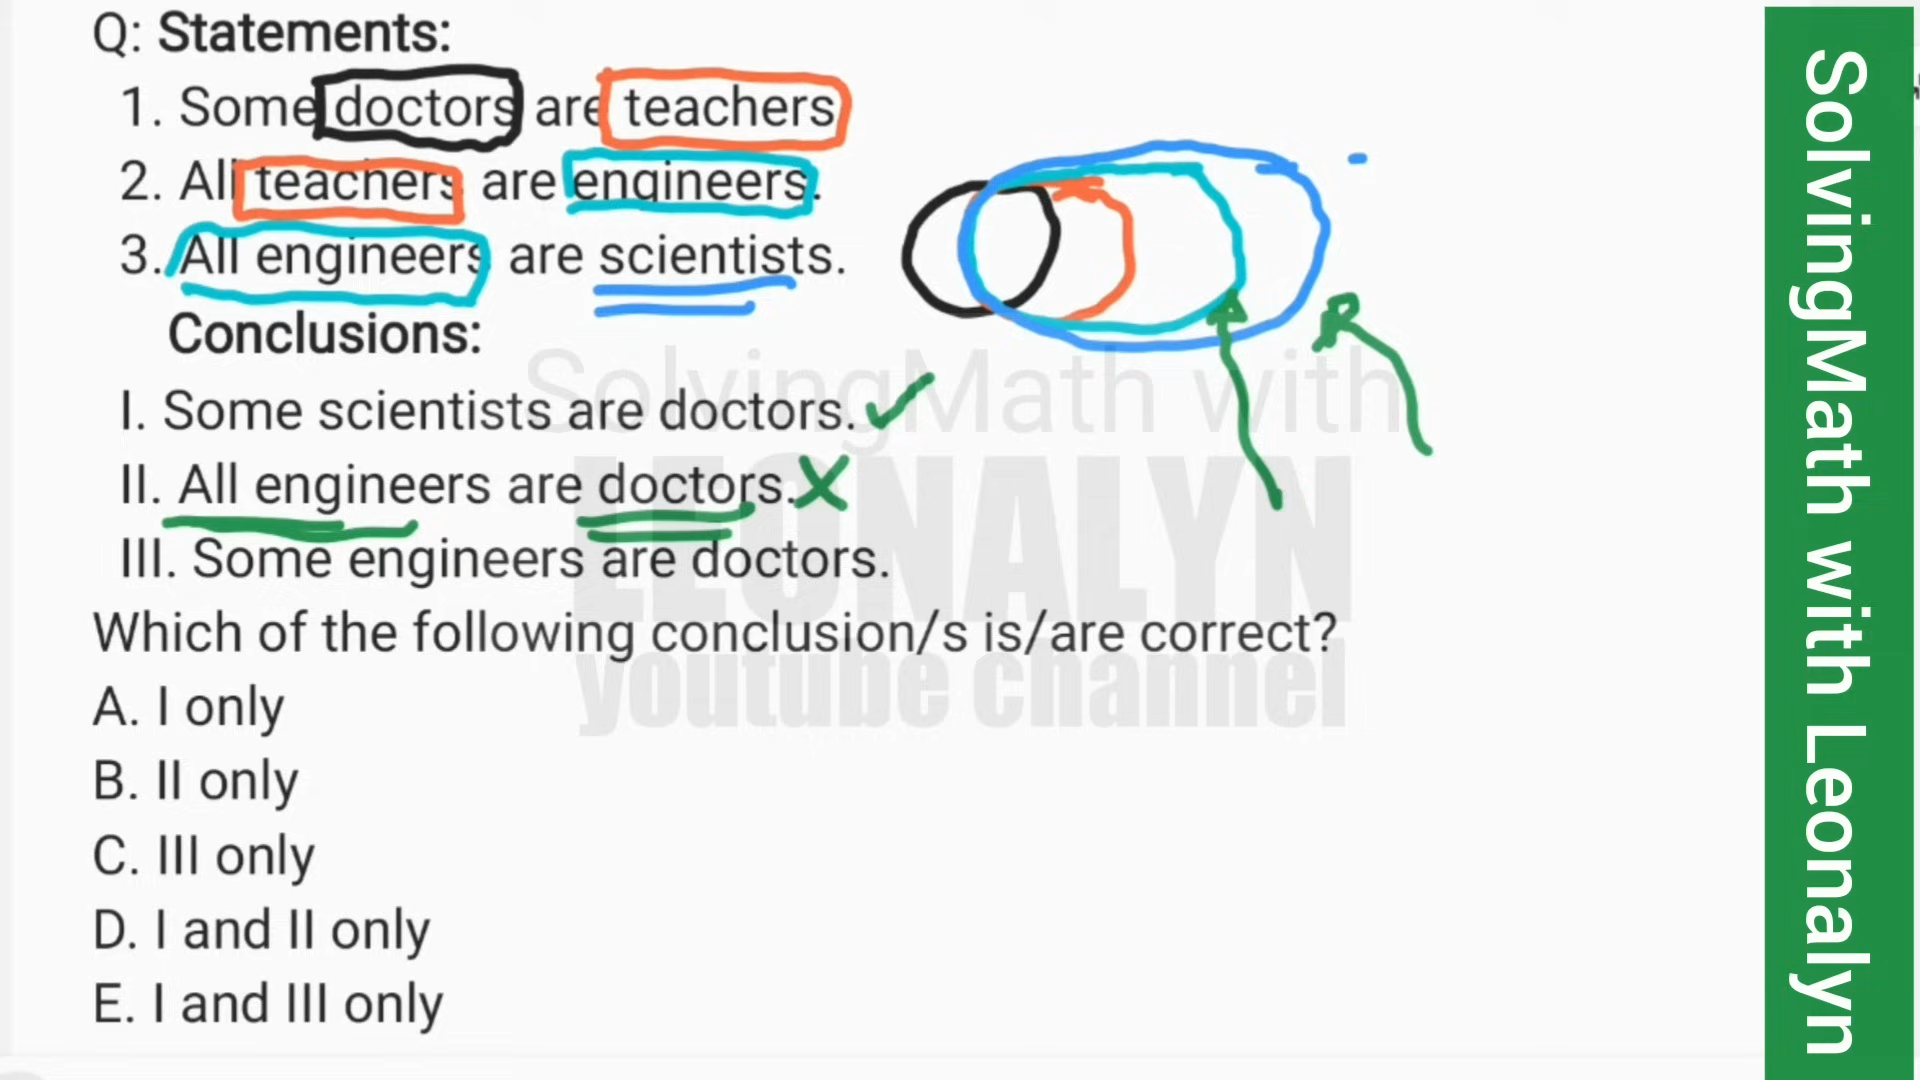 Q: Statements:
1. Some doctors are teachers
2. All teachers are engineers.
3. All engineers are scientists.
Conclusions:
I. Some scientists are doctors.
II. All engineers are doctors.
III. Some engineers are doctors.
Which of the following conclusion/s is/are correct?
A. I only
B. II only
C. III only
D. I and II only
E. I and III only
SolvingMath with
LEONALYN
youtube channel
SolvingMath with Leonalyn